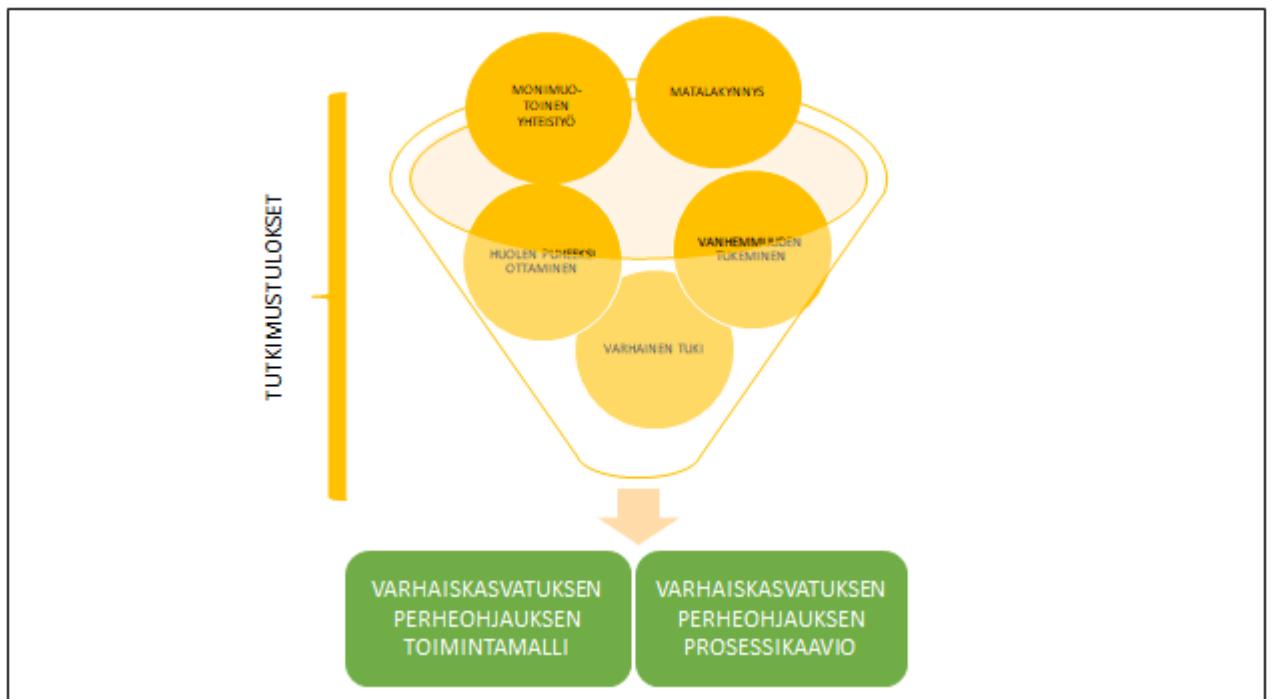 MONIMUO-
TOINEN
YHTEISTYÖ
MATALAKYNNYS
TUTKIMUSTULOKSET
HUOLEN PUHEEKSI
OTTAMINEN
VANHEMMUUDEN
TUKEMINEN
VARHAINEN TUKI
VARHAISKASVATUKSEN
PERHEOHJAUKSEN
TOIMINTAMALLI
VARHAISKASVATUKSEN
PERHEOHJAUKSEN
PROSESSIKAAVIO